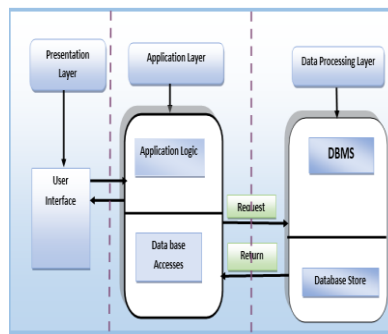 Presentation
Layer
Application Layer
Data Processing Layer
User
Interface
Application Logic
Data base
Accesses
Request
Return
DBMS
Database Store